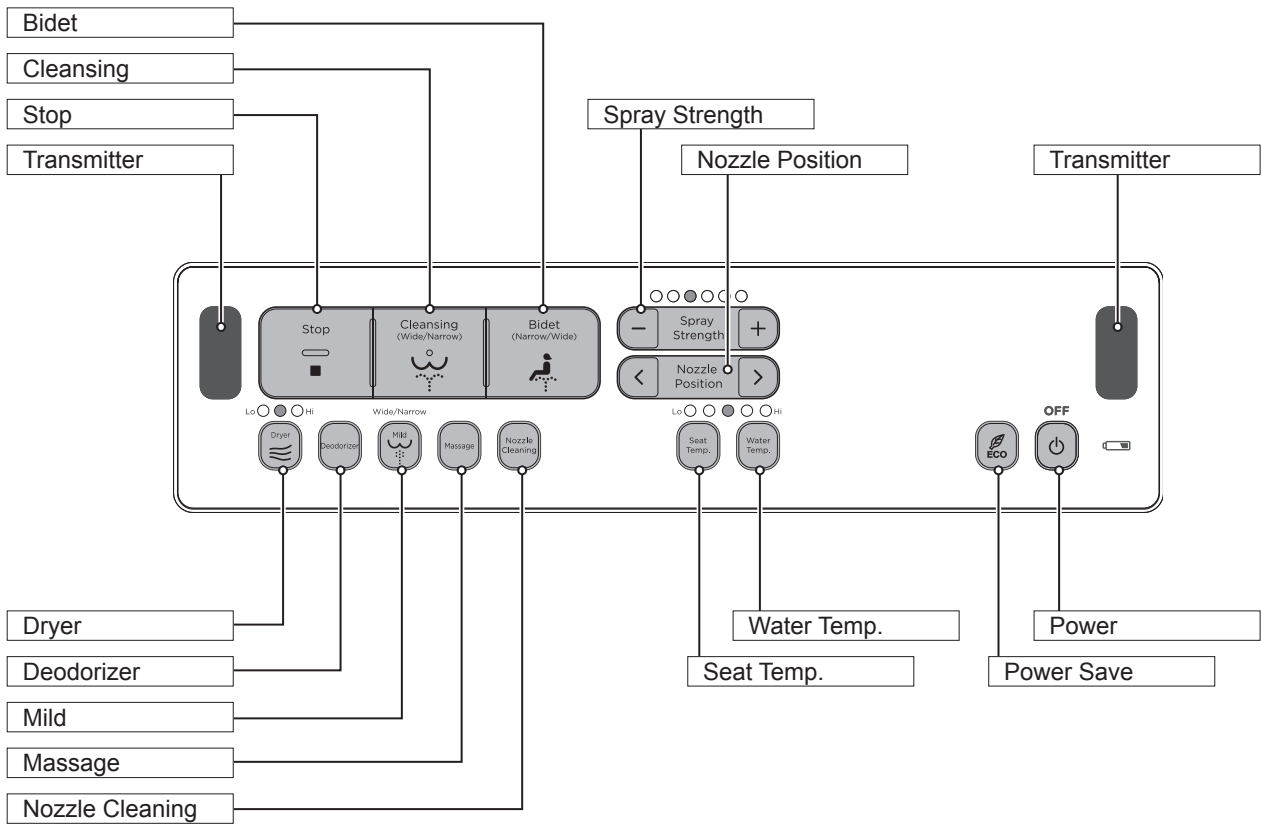 Bidet
Cleansing
Stop
Transmitter
Spray Strength
Nozzle Position
Transmitter
Stop
Cleansing
(Wide/Narrow)
Bidet
(Narrow/Wide)
Spray
Strength
Nozzle
Position
Lo
Hi
Wide/Narrow
Lo
Hi
OFF
Dryer
Deodorizer
Mild
Massage
Nozzle
Cleaning
Seat
Temp.
Water
Temp.
ECO
Dryer
Deodorizer
Mild
Massage
Nozzle Cleaning
Water Temp.
Seat Temp.
Power
Power Save